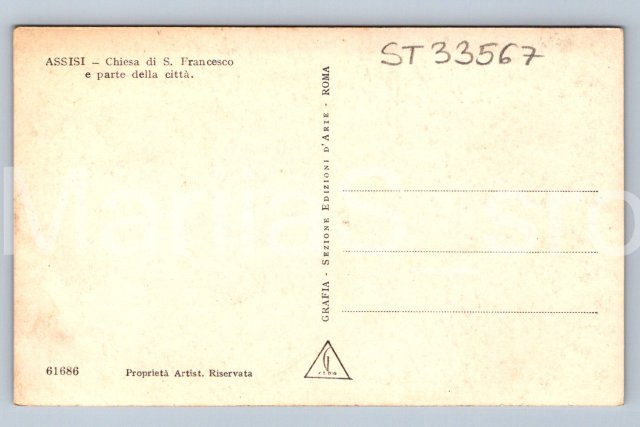 ASSISI – Chiesa di S. Francesco
e parte della città.
ST33567
GRAFIA - SEZIONE EDIZIONI D'ARTE - ROMA
61686
Proprietà Artist. Riservata